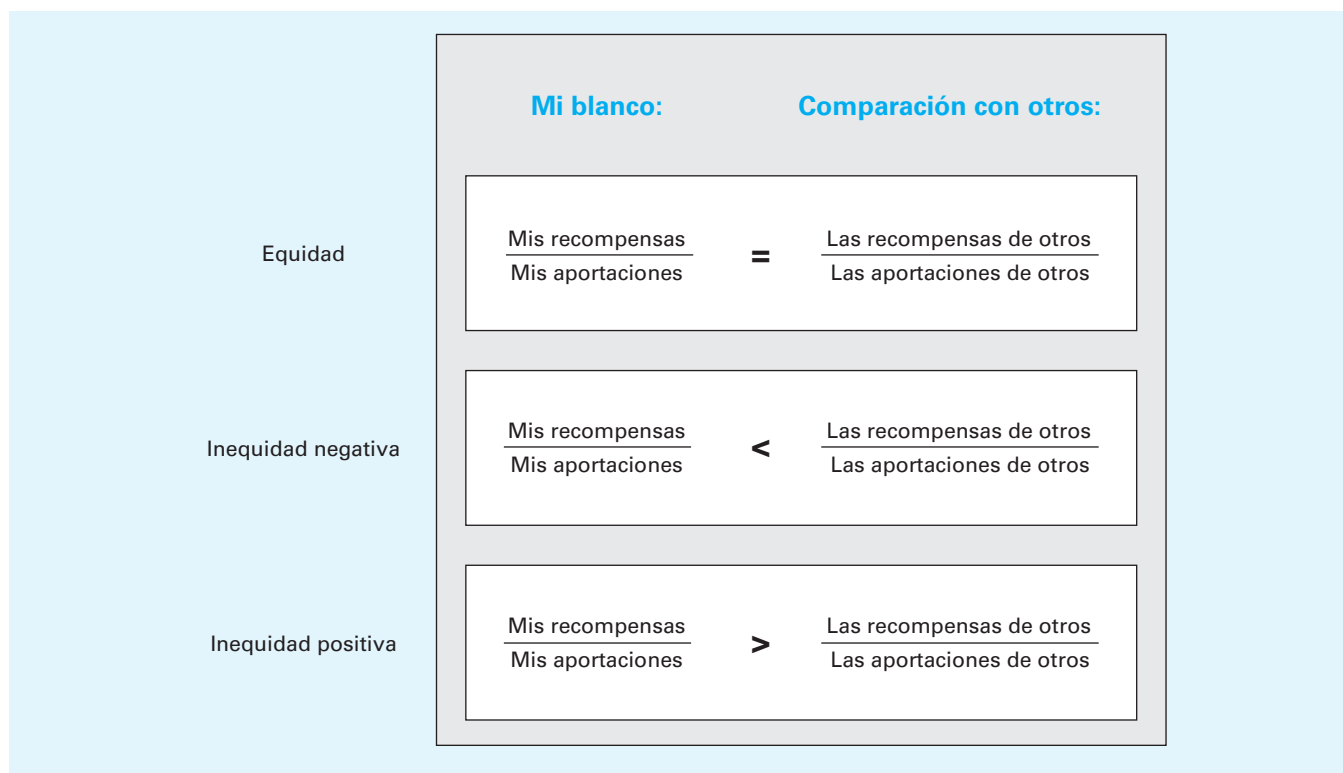 Mi blanco: Comparación con otros:
Equidad
Mis recompensas
Mis aportaciones
=
Las recompensas de otros
Las aportaciones de otros
Inequidad negativa
Mis recompensas
Mis aportaciones
<
Las recompensas de otros
Las aportaciones de otros
Inequidad positiva
Mis recompensas
Mis aportaciones
>
Las recompensas de otros
Las aportaciones de otros